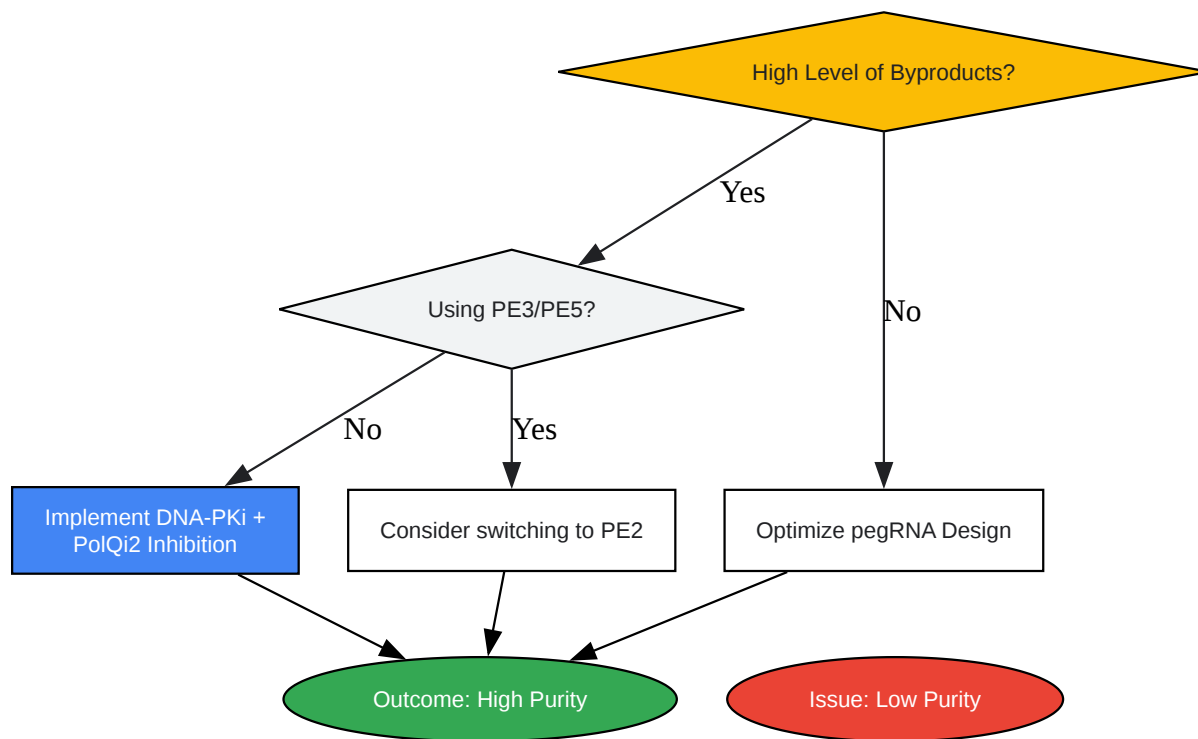 High Level of Byproducts?
Yes
Using PE3/PE5?
No
No
Yes
Implement DNA-PKi +
PolQi2 Inhibition
Consider switching to PE2
Optimize pegRNA Design
Outcome: High Purity
Issue: Low Purity